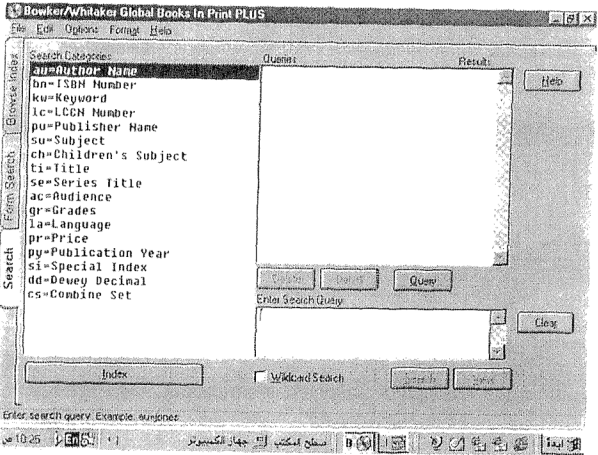 Bowker/Whitaker Global Books In Print PLUS
File Edit Options Format Help
Browse Index
Form Search
Search
Search Categories:
au=Author Name
bn=ISBN Number
kw=Keyword
lc=LCCN Number
pu=Publisher Name
su=Subject
ch=Children's Subject
ti=Title
se=Series Title
ac=Audience
gr=Grades
la=Language
pr=Price
py=Publication Year
si=Special Index
dd=Dewey Decimal
cs=Combine Set
Index
Queries: Results:
Help
Query
Enter Search Query:
Clear
Wildcard Search
Search
Enter search query. Example: au=jones
10:25 ص En سطح المكتب جهاز الكمبيوتر ابدأ